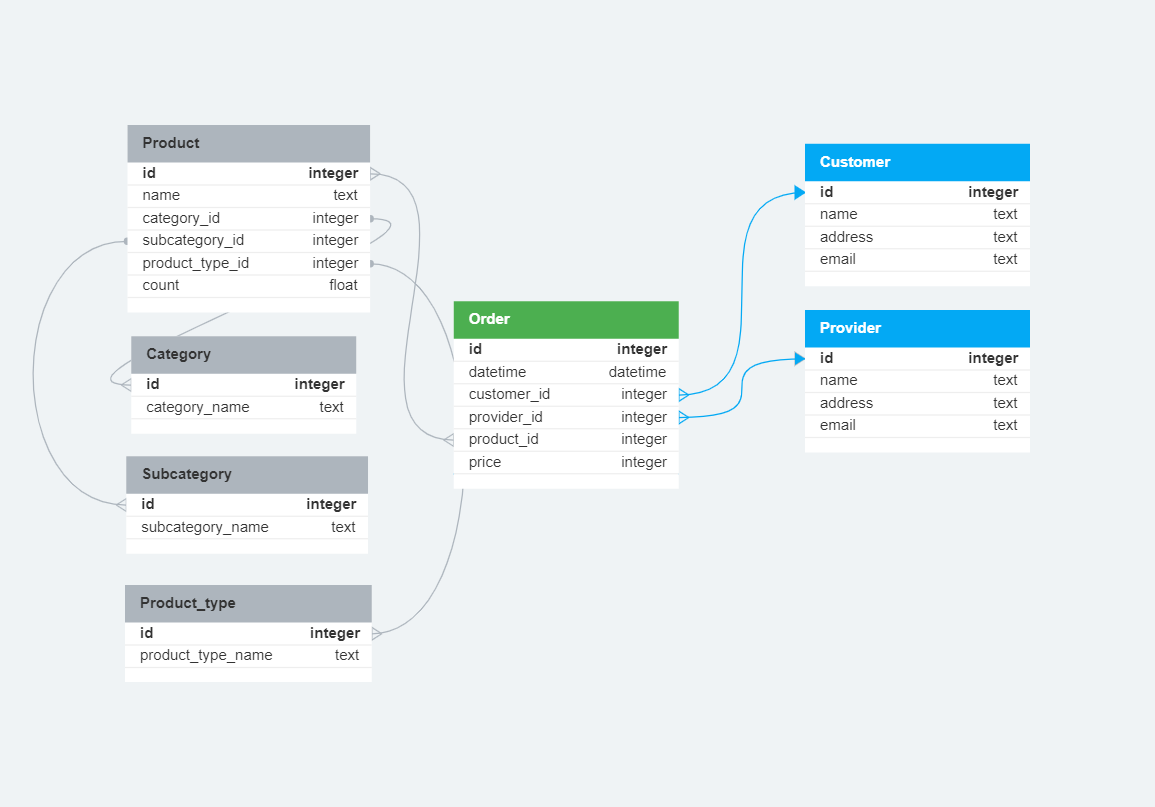 Product
id integer
name text
category_id integer
subcategory_id integer
product_type_id integer
count float
Category
id integer
category_name text
Subcategory
id integer
subcategory_name text
Product_type
id integer
product_type_name text
Order
id integer
datetime datetime
customer_id integer
provider_id integer
product_id integer
price integer
Customer
id integer
name text
address text
email text
Provider
id integer
name text
address text
email text